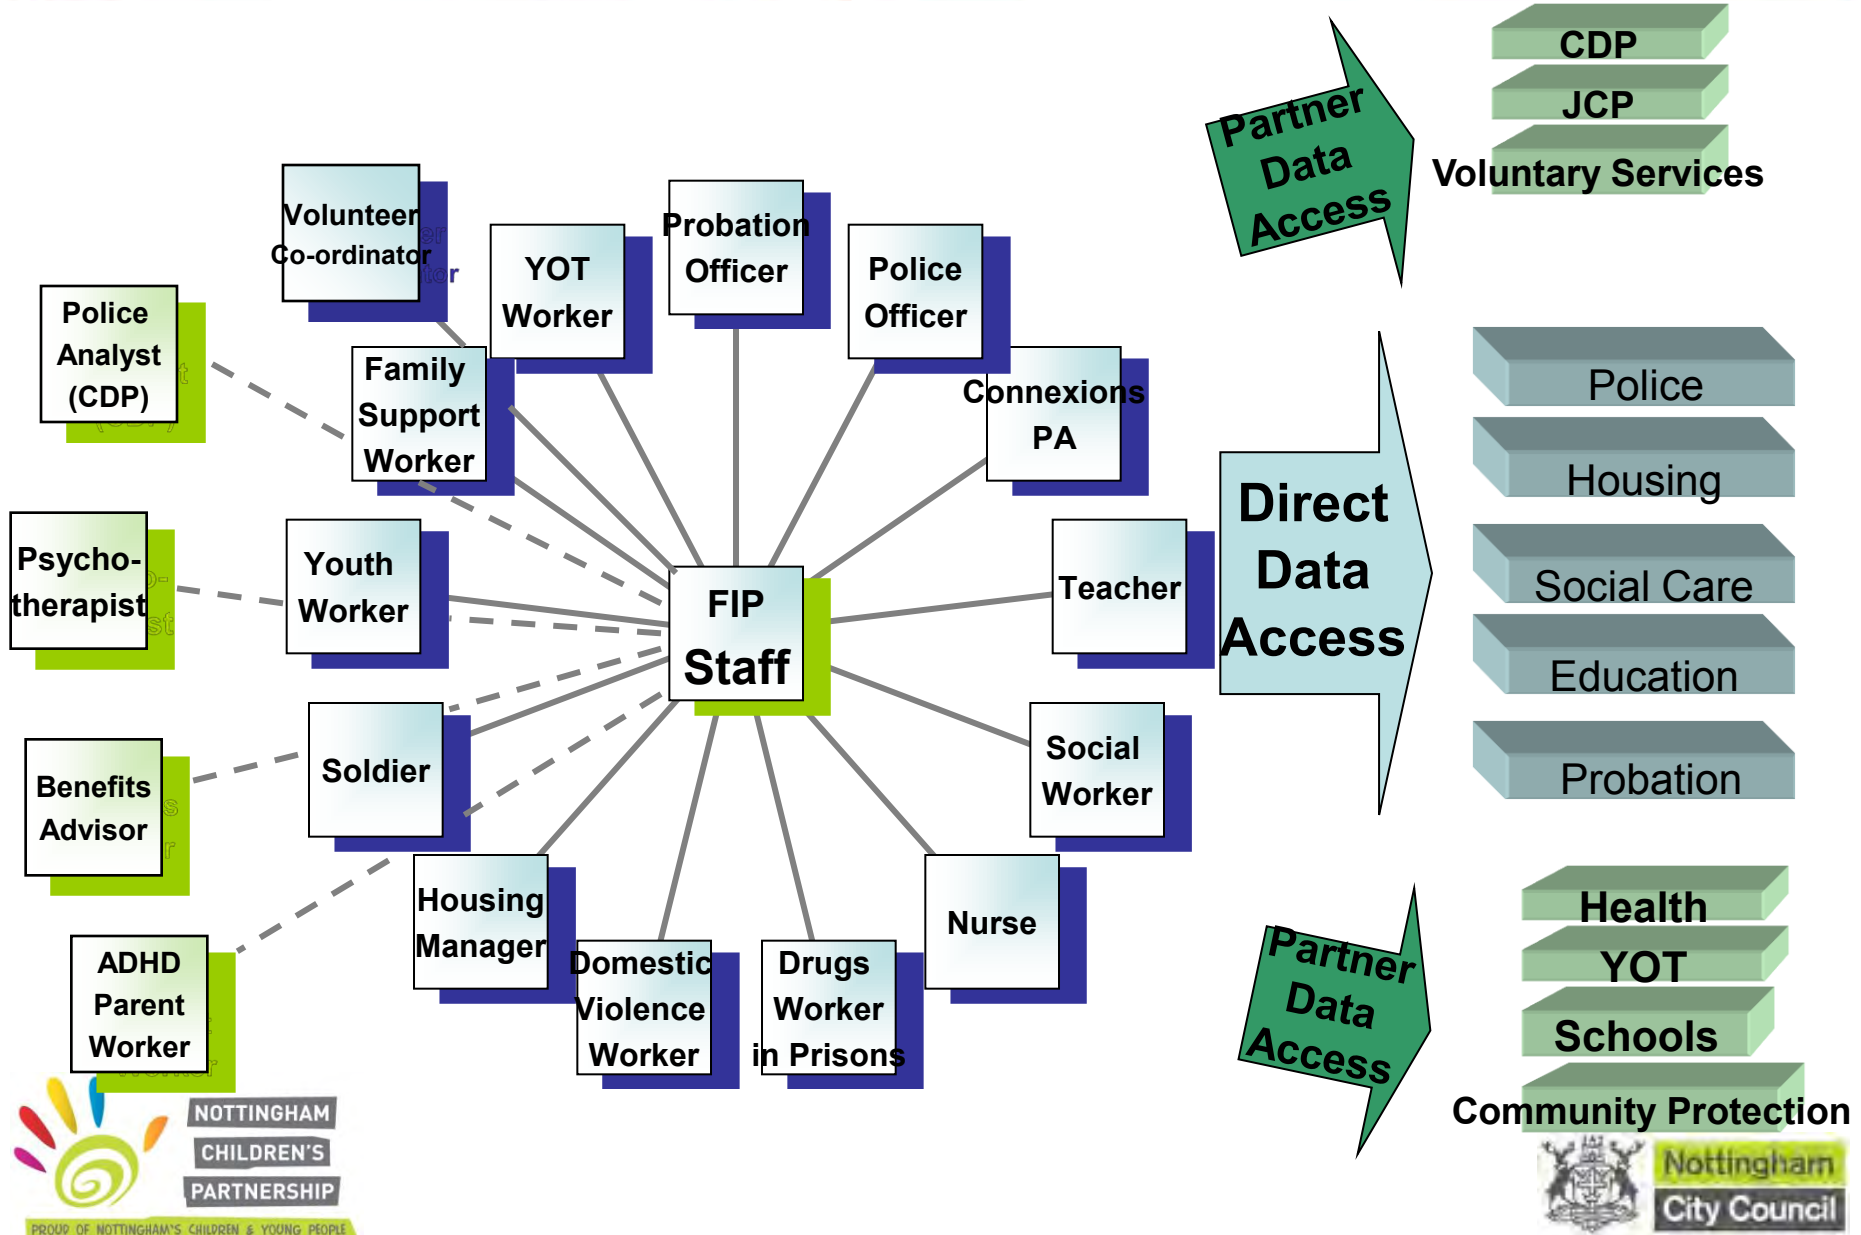 CDP
JCP
Voluntary Services
Partner
Data
Access
Volunteer
Co-ordinator
YOT
Worker
Probation
Officer
Police
Officer
Police
Analyst
(CDP)
Family
Support
Worker
Connexions
PA
Psycho-
therapist
Youth
Worker
FIP
Staff
Teacher
Direct
Data
Access
Police
Housing
Social Care
Education
Probation
Benefits
Advisor
Soldier
Social
Worker
ADHD
Parent
Worker
Housing
Manager
Domestic
Violence
Worker
Drugs
Worker
in Prisons
Nurse
Partner
Data
Access
Health
YOT
Schools
Community Protection
NOTTINGHAM
CHILDREN'S
PARTNERSHIP
PROUD OF NOTTINGHAM'S CHILDREN & YOUNG PEOPLE
Nottingham
City Council